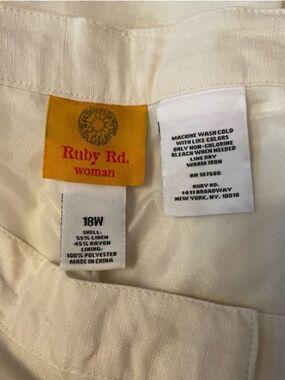 Ruby Rd.
woman
18W
SHELL:
55% LINEN
45% RAYON
LINING:
100% POLYESTER
MADE IN CHINA
MACHINE WASH COLD
WITH LIKE COLORS
ONLY NON-CHLORINE
BLEACH WHEN NEEDED
LINE DRY
WARM IRON
RN 107680
RUBY RD.
1411 BROADWAY
NEW YORK, NY. 10018